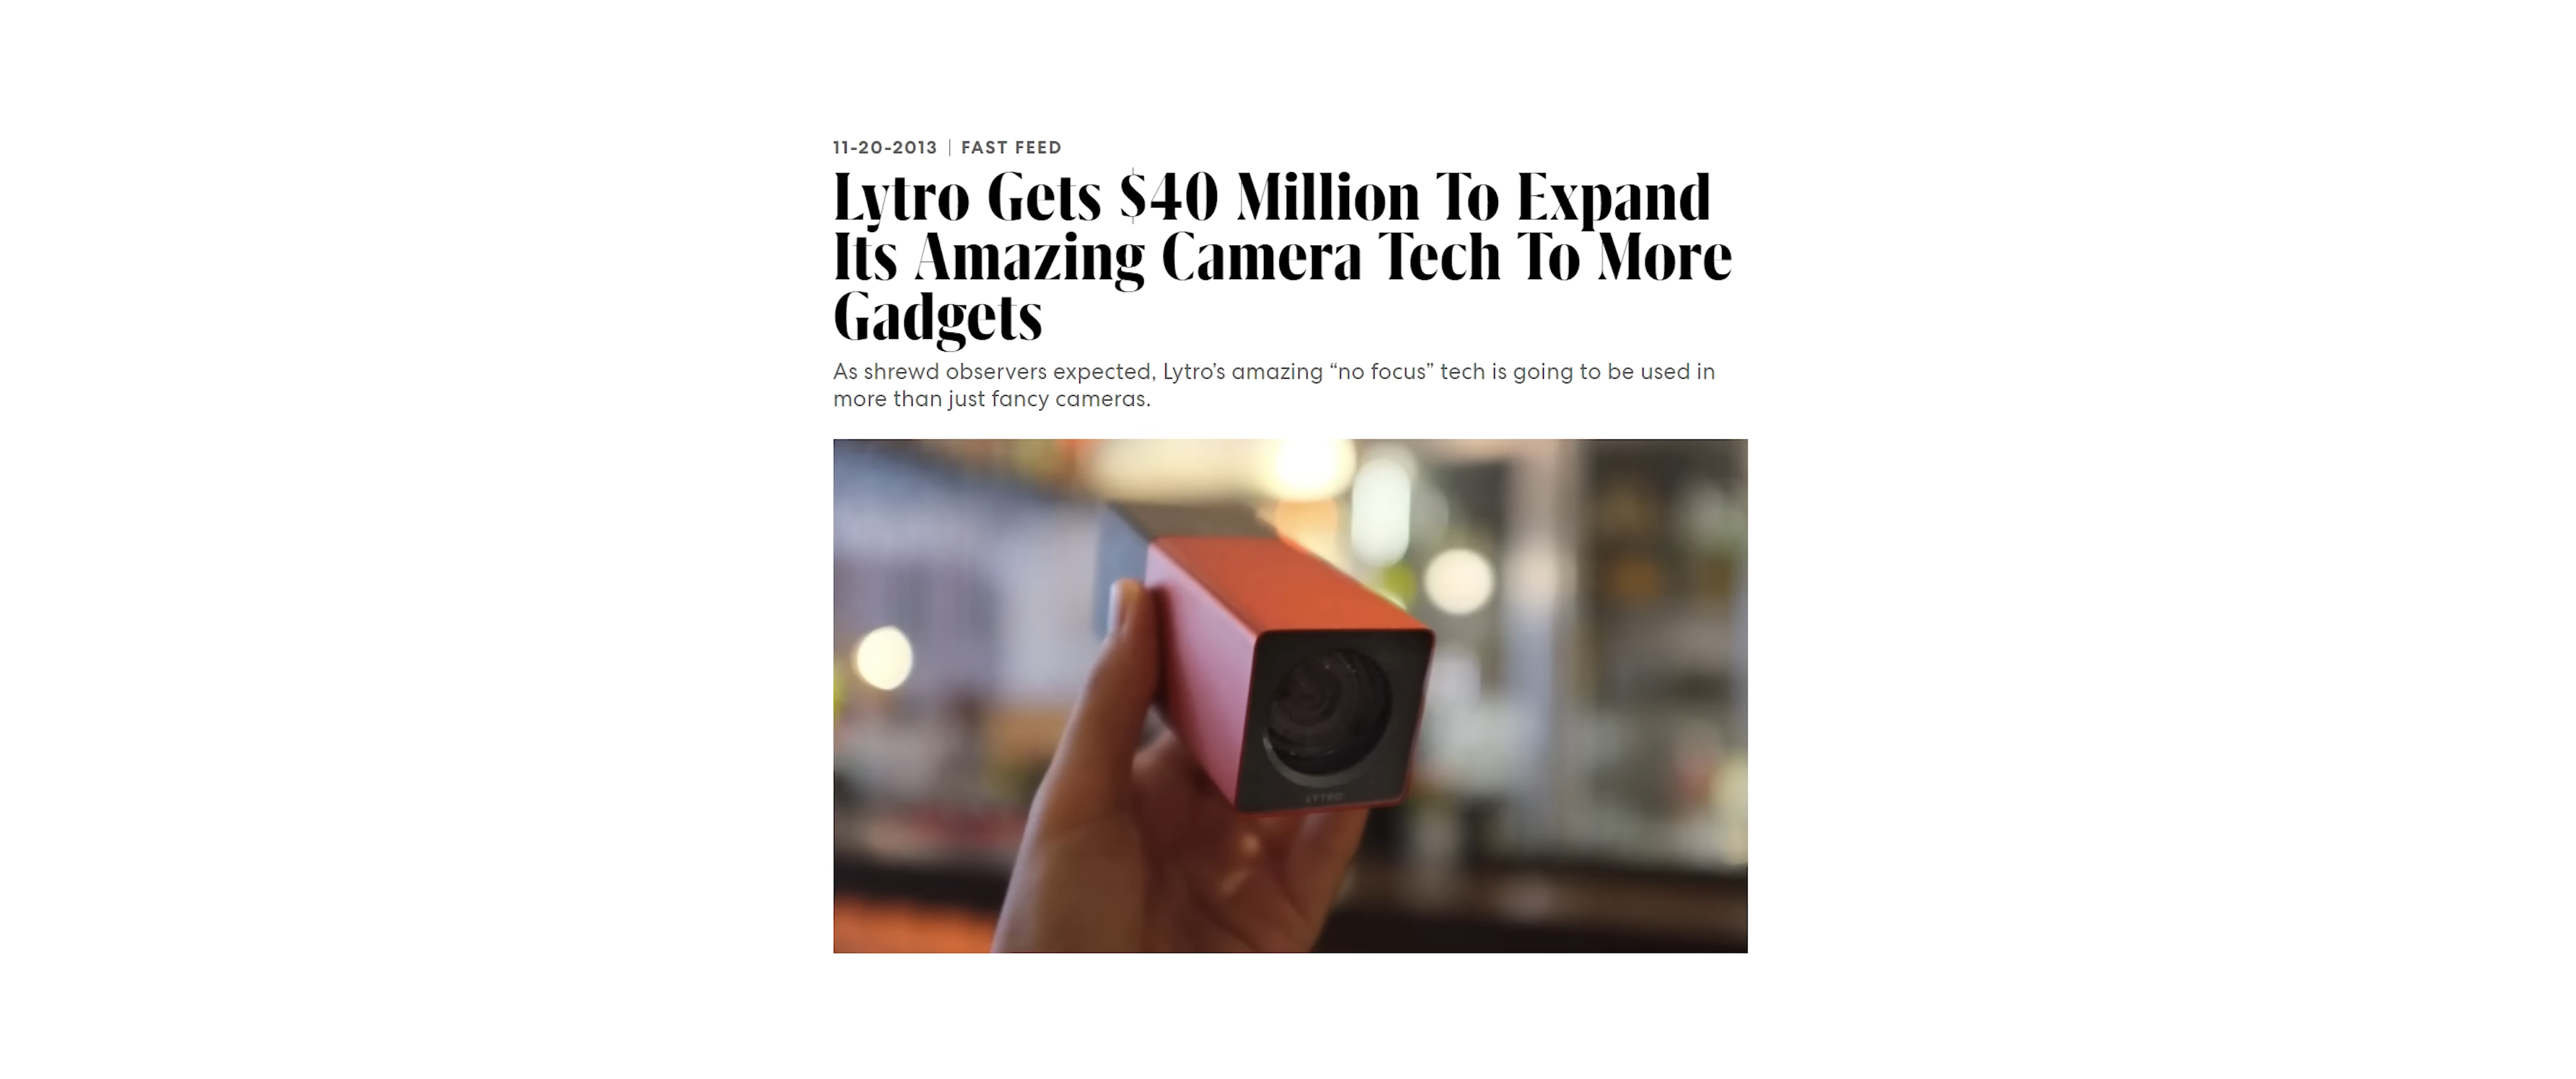 11-20-2013 | FAST FEED
Lytro Gets $40 Million To Expand
Its Amazing Camera Tech To More
Gadgets
As shrewd observers expected, Lytro’s amazing “no focus” tech is going to be used in
more than just fancy cameras.
LYTRO